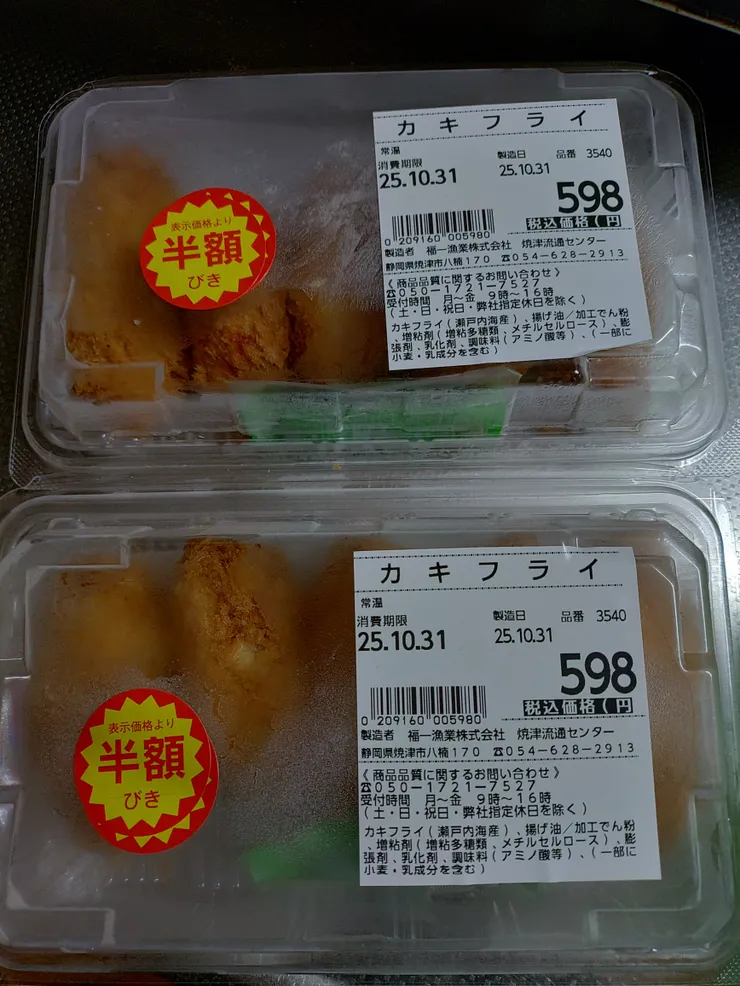 カキフライ
常温
消費期限 製造日 品番 3540
25.10.31 25.10.31
598
税込価格(円
0 209160 005980
製造者 福一漁業株式会社 焼津流通センター
静岡県焼津市八楠170 ☎054-628-2913
《商品品質に関するお問い合わせ》
☎050-1721-7527
受付時間 月~金 9時~16時
(土・日・祝日・弊社指定休日を除く)
カキフライ(瀬戸内海産)、揚げ油/加工でん粉
、増粘剤(増粘多糖類、メチルセルロース)、膨
張剤、乳化剤、調味料(アミノ酸等)、(一部に
小麦・乳成分を含む)
表示価格より
半額
びき
カキフライ
常温
消費期限 製造日 品番 3540
25.10.31 25.10.31
598
税込価格(円
0 209160 005980
製造者 福一漁業株式会社 焼津流通センター
静岡県焼津市八楠170 ☎054-628-2913
《商品品質に関するお問い合わせ》
☎050-1721-7527
受付時間 月~金 9時~16時
(土・日・祝日・弊社指定休日を除く)
カキフライ(瀬戸内海産)、揚げ油/加工でん粉
、増粘剤(増粘多糖類、メチルセルロース)、膨
張剤、乳化剤、調味料(アミノ酸等)、(一部に
小麦・乳成分を含む)
表示価格より
半額
びき